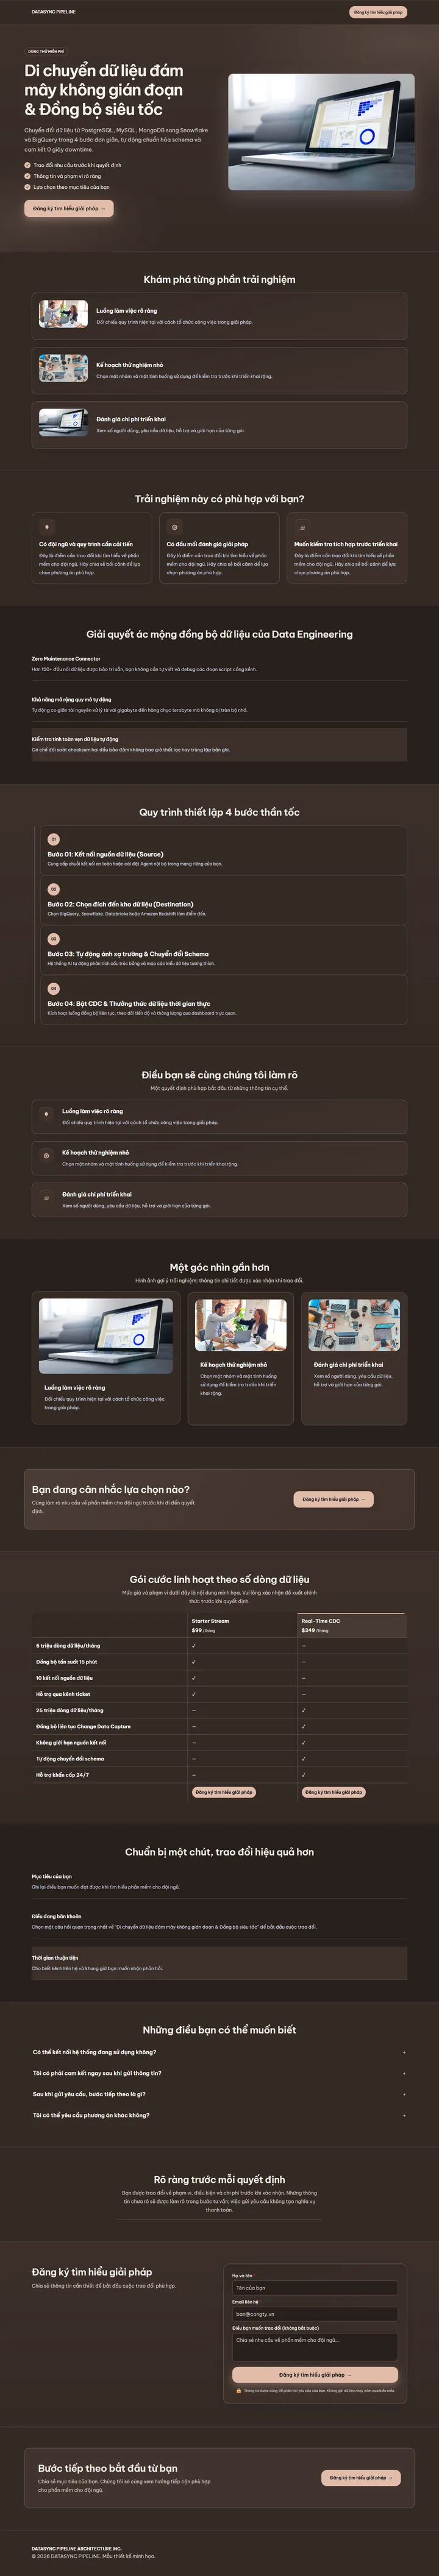 DATASYNC PIPELINE
Đăng ký tìm hiểu giải pháp
DÙNG THỬ MIỄN PHÍ
Di chuyển dữ liệu đám
mây không gián đoạn
& Đồng bộ siêu tốc
Chuyển đổi dữ liệu từ PostgreSQL, MySQL, MongoDB sang Snowflake
và BigQuery trong 4 bước đơn giản, tự động chuẩn hóa schema và
cam kết 0 giây downtime.
Trao đổi nhu cầu trước khi quyết định
Thông tin và phạm vi rõ ràng
Lựa chọn theo mục tiêu của bạn
Đăng ký tìm hiểu giải pháp →
Khám phá từng phần trải nghiệm
Luồng làm việc rõ ràng
Đối chiếu quy trình hiện tại với cách tổ chức công việc trong giải pháp.
Kế hoạch thử nghiệm nhỏ
Chọn một nhóm và một tình huống sử dụng để kiểm tra trước khi triển khai rộng.
Đánh giá chi phí triển khai
Xem số người dùng, yêu cầu dữ liệu, hỗ trợ và giới hạn của từng gói.
Trải nghiệm này có phù hợp với bạn?
Có đội ngũ và quy trình cần cải tiến
Đây là điểm cần trao đổi khi tìm hiểu về phần
mềm cho đội ngũ. Hãy chia sẻ bối cảnh để được
lựa chọn phương án phù hợp.
Có đầu mối đánh giá giải pháp
Đây là điểm cần trao đổi khi tìm hiểu về phần
mềm cho đội ngũ. Hãy chia sẻ bối cảnh để được
lựa chọn phương án phù hợp.
Muốn kiểm tra tích hợp trước triển khai
Đây là điểm cần trao đổi khi tìm hiểu về phần
mềm cho đội ngũ. Hãy chia sẻ bối cảnh để được
lựa chọn phương án phù hợp.
Giải quyết ác mộng đồng bộ dữ liệu của Data Engineering
Zero Maintenance Connector
Hơn 150+ đầu nối dữ liệu được bảo trì sẵn, bạn không cần tự viết và debug các đoạn script cồng kềnh.
Khả năng mở rộng quy mô tự động
Tự động co giãn tài nguyên xử lý từ vài gigabyte đến hàng chục terabyte mà không bị tràn bộ nhớ.
Kiểm tra tính toàn vẹn dữ liệu tự động
Cơ chế đối soát checksum hai đầu bảo đảm không bao giờ thất lạc hay trùng lặp bản ghi.
Quy trình thiết lập 4 bước thần tốc
01
Bước 01: Kết nối nguồn dữ liệu (Source)
Cung cấp chuỗi kết nối an toàn hoặc cài đặt Agent nội bộ trong mạng riêng của bạn.
02
Bước 02: Chọn đích đến kho dữ liệu (Destination)
Chọn BigQuery, Snowflake, Databricks hoặc Amazon Redshift làm điểm đến.
03
Bước 03: Tự động ánh xạ trường & Chuyển đổi Schema
Hệ thống AI tự động phân tích cấu trúc bảng và map các kiểu dữ liệu tương thích.
04
Bước 04: Bật CDC & Thưởng thức dữ liệu thời gian thực
Kích hoạt luồng đồng bộ liên tục, theo dõi tiến độ và thông lượng qua dashboard trực quan.
Điều bạn sẽ cùng chúng tôi làm rõ
Một quyết định phù hợp bắt đầu từ những thông tin cụ thể.
Luồng làm việc rõ ràng
Đối chiếu quy trình hiện tại với cách tổ chức công việc trong giải pháp.
Kế hoạch thử nghiệm nhỏ
Chọn một nhóm và một tình huống sử dụng để kiểm tra trước khi triển khai rộng.
Đánh giá chi phí triển khai
Xem số người dùng, yêu cầu dữ liệu, hỗ trợ và giới hạn của từng gói.
Một góc nhìn gần hơn
Hình ảnh gợi ý trải nghiệm; thông tin chi tiết được xác nhận khi trao đổi.
Luồng làm việc rõ ràng
Đối chiếu quy trình hiện tại với cách tổ chức công việc
trong giải pháp.
Kế hoạch thử nghiệm nhỏ
Chọn một nhóm và một tình huống
sử dụng để kiểm tra trước khi triển
khai rộng.
Đánh giá chi phí triển khai
Xem số người dùng, yêu cầu dữ liệu,
hỗ trợ và giới hạn của từng gói.
Bạn đang cân nhắc lựa chọn nào?
Cùng làm rõ nhu cầu về phần mềm cho đội ngũ trước khi đi đến quyết
định.
Đăng ký tìm hiểu giải pháp →
Gói cước linh hoạt theo số dòng dữ liệu
Mức giá và phạm vi dưới đây là nội dung minh họa. Vui lòng xác nhận đề xuất chính
thức trước khi quyết định.
Starter Stream
$99 /tháng
Real-Time CDC
$349 /tháng
5 triệu dòng dữ liệu/tháng ✓ —
Đồng bộ tần suất 15 phút ✓ —
10 kết nối nguồn dữ liệu ✓ —
Hỗ trợ qua kênh ticket ✓ —
25 triệu dòng dữ liệu/tháng — ✓
Đồng bộ liên tục Change Data Capture — ✓
Không giới hạn nguồn kết nối — ✓
Tự động chuyển đổi schema — ✓
Hỗ trợ khẩn cấp 24/7 — ✓
Đăng ký tìm hiểu giải pháp
Đăng ký tìm hiểu giải pháp
Chuẩn bị một chút, trao đổi hiệu quả hơn
Mục tiêu của bạn
Ghi lại điều bạn muốn đạt được khi tìm hiểu phần mềm cho đội ngũ.
Điều đang băn khoăn
Chọn một câu hỏi quan trọng nhất về "Di chuyển dữ liệu đám mây không gián đoạn & Đồng bộ siêu tốc" để bắt đầu cuộc trao đổi.
Thời gian thuận tiện
Cho biết kênh liên hệ và khung giờ bạn muốn nhận phản hồi.
Những điều bạn có thể muốn biết
Có thể kết nối hệ thống đang sử dụng không? +
Tôi có phải cam kết ngay sau khi gửi thông tin? +
Sau khi gửi yêu cầu, bước tiếp theo là gì? +
Tôi có thể yêu cầu phương án khác không? +
Rõ ràng trước mỗi quyết định
Bạn được trao đổi về phạm vi, điều kiện và chi phí trước khi xác nhận. Những thông
tin chưa rõ sẽ được làm rõ trong bước tư vấn; việc gửi yêu cầu không tạo nghĩa vụ
thanh toán.
Đăng ký tìm hiểu giải pháp
Chia sẻ thông tin cần thiết để bắt đầu cuộc trao đổi phù hợp.
Họ và tên *
Tên của bạn
Email liên hệ *
ban@congty.vn
Điều bạn muốn trao đổi (không bắt buộc)
Chia sẻ nhu cầu về phần mềm cho đội ngũ...
Đăng ký tìm hiểu giải pháp →
Bước tiếp theo bắt đầu từ bạn
Chia sẻ mục tiêu của bạn. Chúng tôi sẽ cùng xem hướng tiếp cận phù hợp
cho phần mềm cho đội ngũ.
Đăng ký tìm hiểu giải pháp →
DATASYNC PIPELINE ARCHITECTURE INC.
© 2026 DATASYNC PIPELINE. Mẫu thiết kế minh họa.